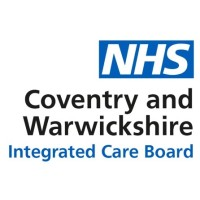 NHS
Coventry and
Warwickshire
Integrated Care Board